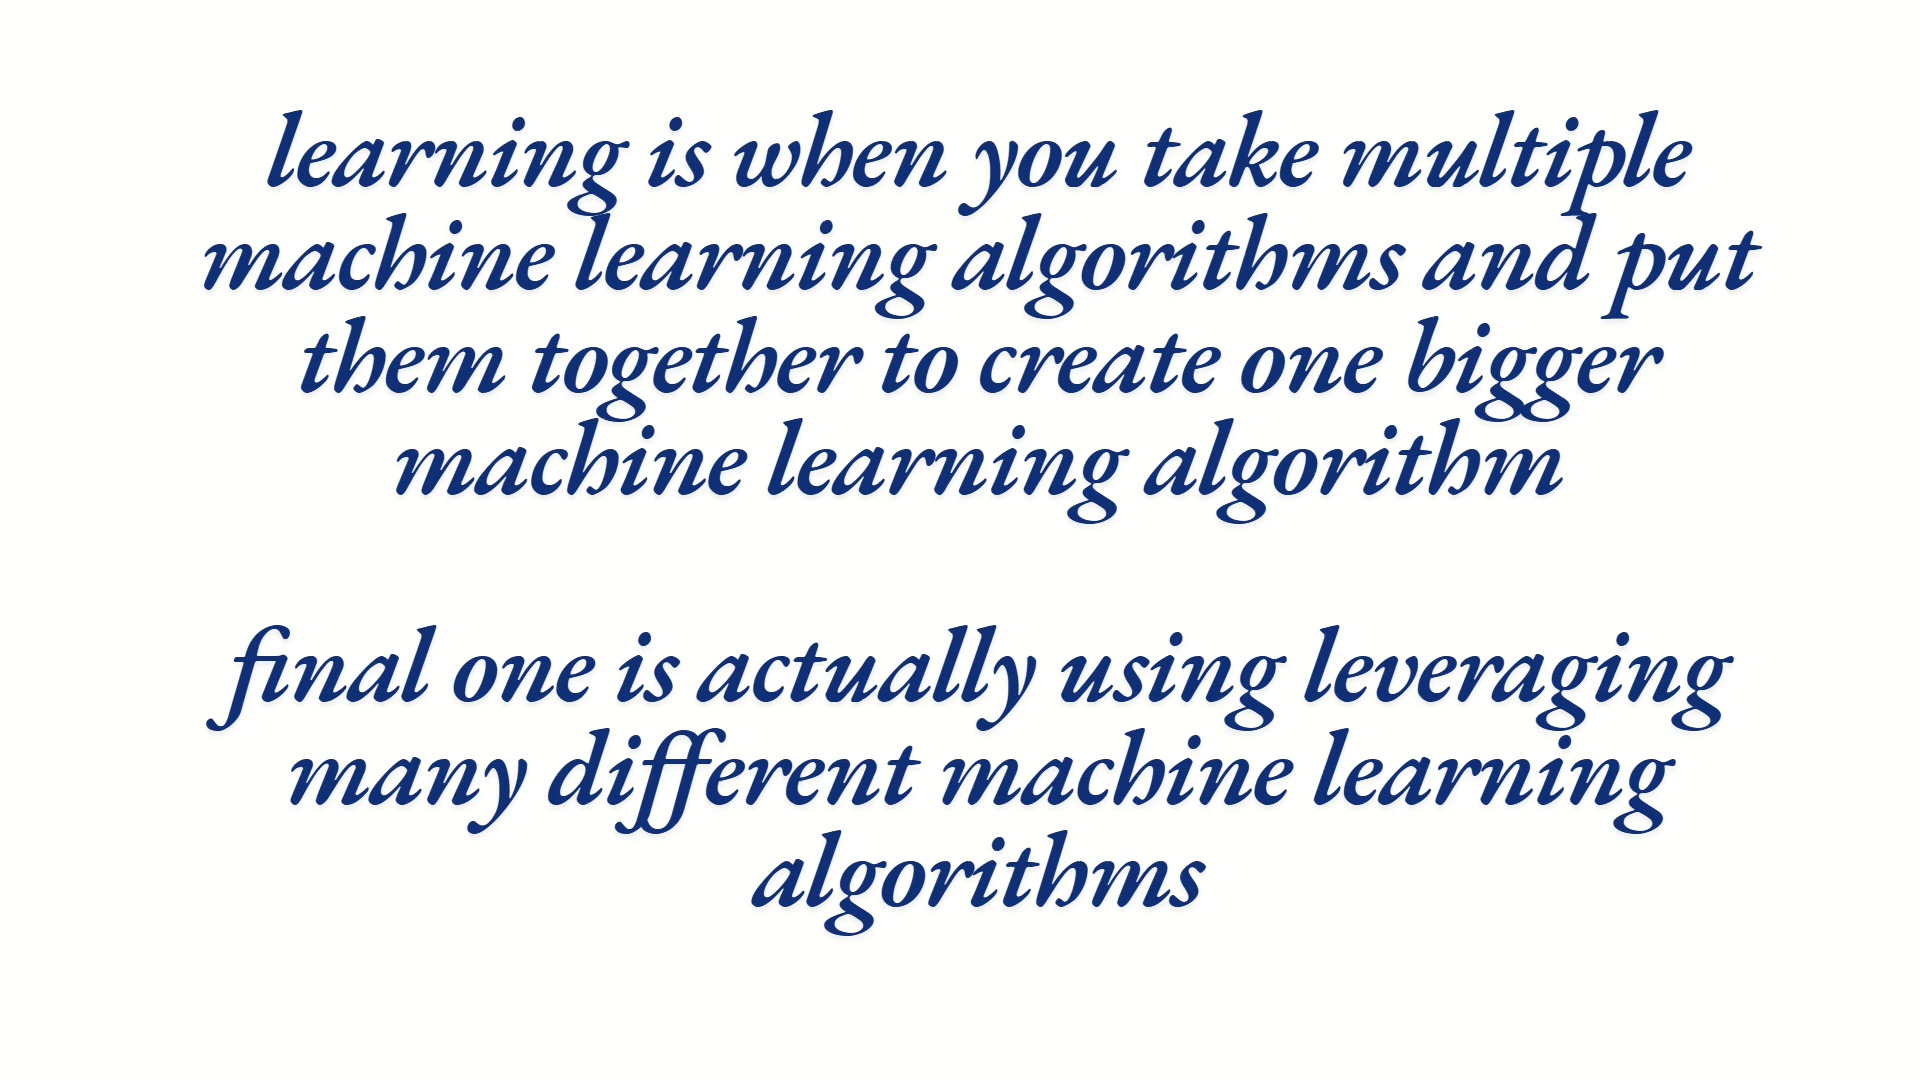 learning is when you take multiple
machine learning algorithms and put
them together to create one bigger
machine learning algorithm
final one is actually using leveraging
many different machine learning
algorithms